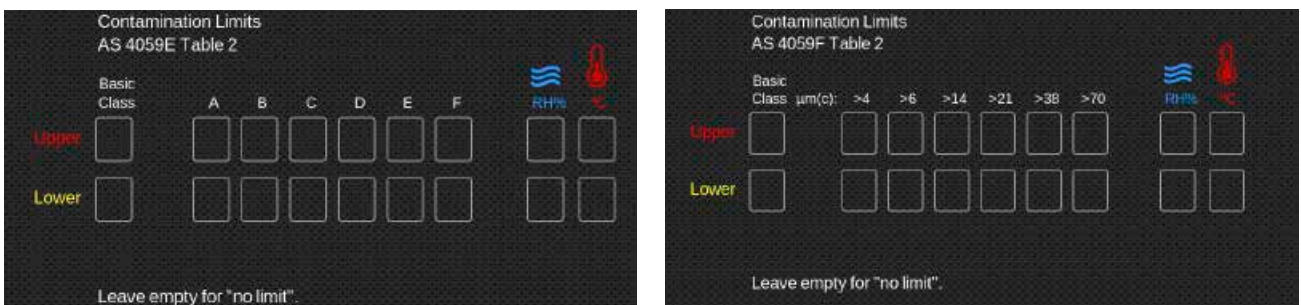 Contamination Limits
AS 4059E Table 2
Basic
Class A B C D E F RH% °C
Upper
Lower
Leave empty for "no limit".
Contamination Limits
AS 4059F Table 2
Basic
Class µm(c): >4 >6 >14 >21 >38 >70 RH% °C
Upper
Lower
Leave empty for "no limit".